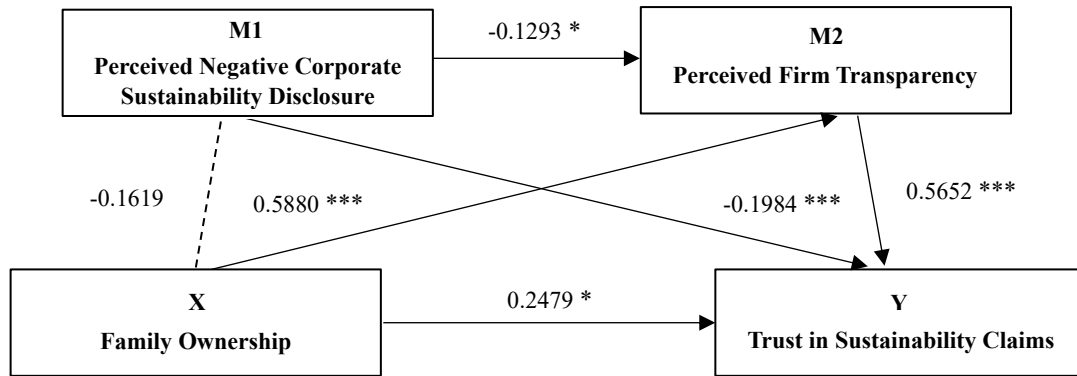 M1
Perceived Negative Corporate
Sustainability Disclosure
-0.1293 *
M2
Perceived Firm Transparency
-0.1619
0.5880 ***
-0.1984 ***
0.5652 ***
X
Family Ownership
0.2479 *
Y
Trust in Sustainability Claims